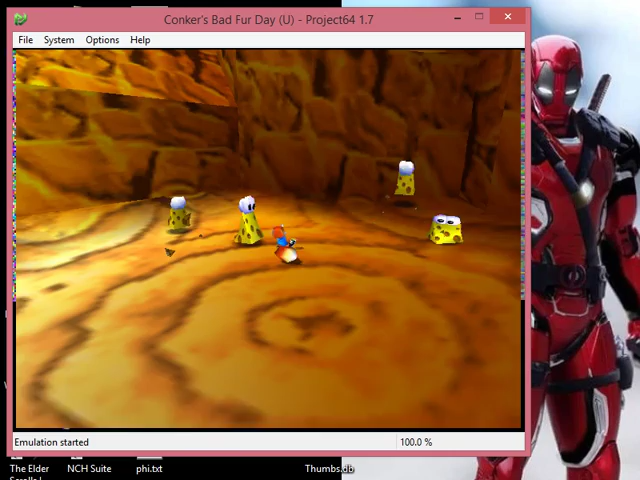 Conker's Bad Fur Day (U) - Project64 1.7
File System Options Help
Emulation started 100.0 %
The Elder NCH Suite phi.txt Thumbs.db
Scrolls I